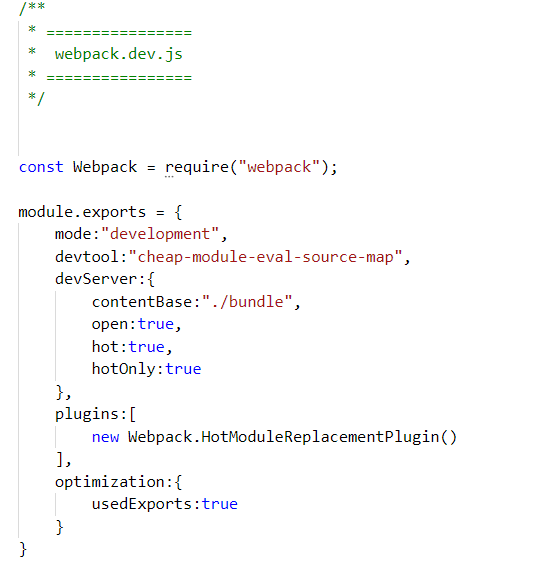 /**
 * ================
 *  webpack.dev.js
 * ================
 */
const Webpack = require("webpack");
module.exports = {
    mode:"development",
    devtool:"cheap-module-eval-source-map",
    devServer:{
        contentBase:"./bundle",
        open:true,
        hot:true,
        hotOnly:true
    },
    plugins:[
        new Webpack.HotModuleReplacementPlugin()
    ],
    optimization:{
        usedExports:true
    }
}